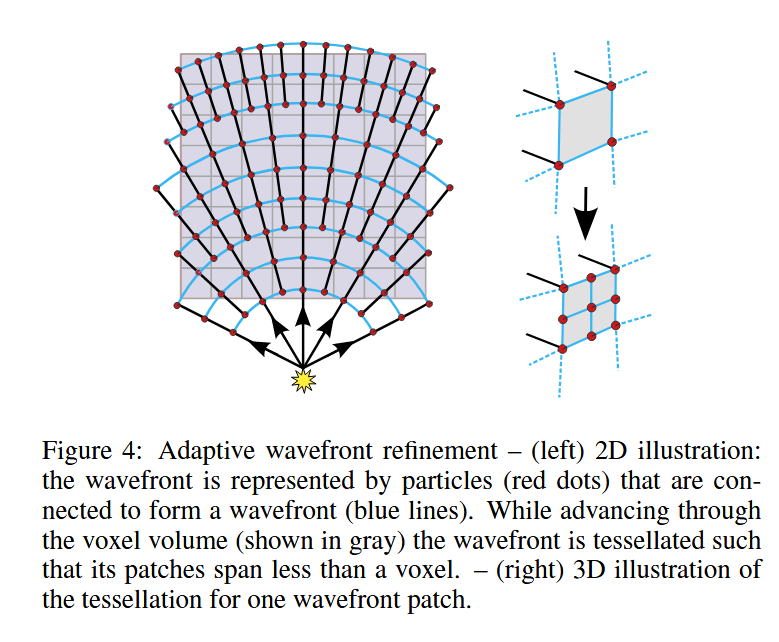 Figure 4: Adaptive wavefront refinement – (left) 2D illustration:
the wavefront is represented by particles (red dots) that are con-
nected to form a wavefront (blue lines). While advancing through
the voxel volume (shown in gray) the wavefront is tessellated such
that its patches span less than a voxel. – (right) 3D illustration of
the tessellation for one wavefront patch.